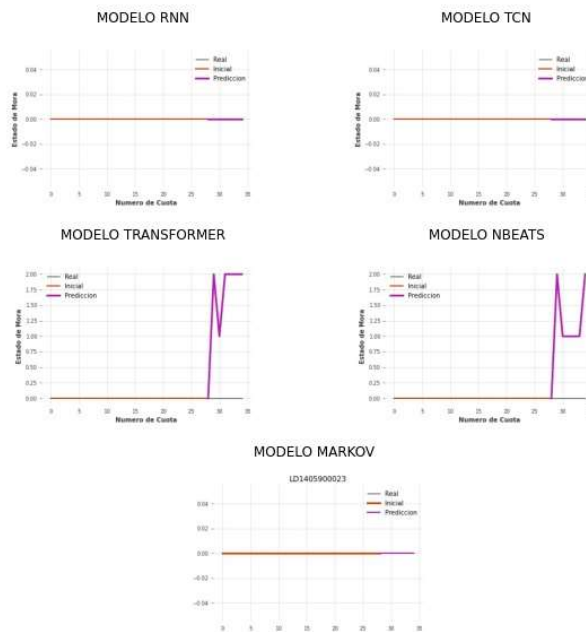 MODELO RNN
Real
Inicial
Prediccion
0.04
0.02
0.00
-0.02
-0.04
Estado de Mora
0 5 10 15 20 25 30 35
Numero de Cuota
MODELO TCN
Real
Inicial
Prediccion
0.04
0.02
0.00
-0.02
-0.04
Estado de Mora
0 5 10 15 20 25 30
Numero de Cuota
MODELO TRANSFORMER
Real
Inicial
Prediccion
2.00
1.75
1.50
1.25
1.00
0.75
0.50
0.25
0.00
Estado de Mora
0 5 10 15 20 25 30 35
Numero de Cuota
MODELO NBEATS
Real
Inicial
Prediccion
2.00
1.75
1.50
1.25
1.00
0.75
0.50
0.25
0.00
Estado de Mora
0 5 10 15 20 25 30
Numero de Cuota
MODELO MARKOV
LD1405900023
Real
Inicial
Prediccion
0.04
0.02
0.00
-0.02
-0.04
0 5 10 15 20 25 30 35